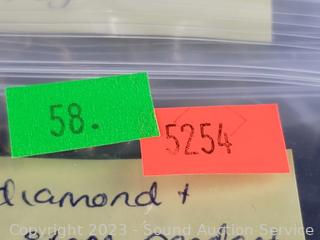 58.
5254
diamond +
Copyright 2023 - Sound Auction Service